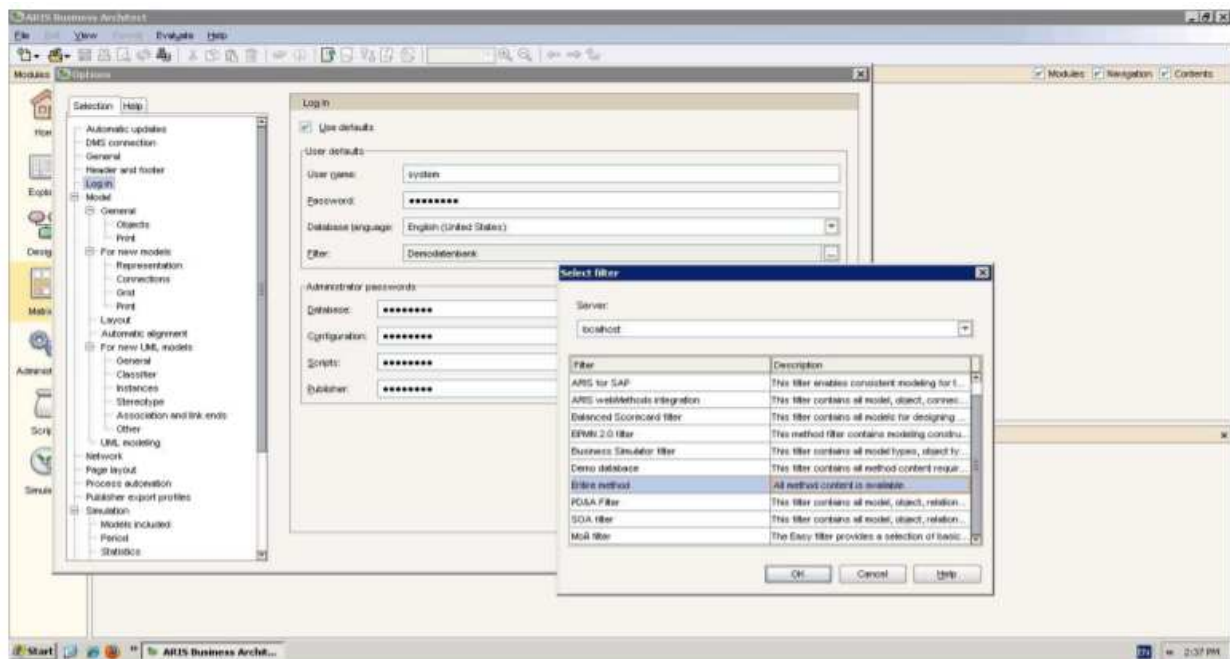 ARIS Business Architect
File Edit View Format Evaluate Help
Modules
Modules Navigation Contents
Options
Selection Help
Automatic updates
DMS connection
General
Header and footer
Log in
Model
General
Objects
Print
For new models
Representation
Connections
Grid
Print
Layout
Automatic alignment
For new UML models
General
Classifier
Instances
Stereotype
Association and link ends
Other
UML modeling
Network
Page layout
Process automation
Publisher export profiles
Simulation
Models included
Period
Statistics
Log in
Use defaults
User defaults
User name: system
Password: ●●●●●●●●
Database language: English (United States)
Filter: Demodatenbank ...
Administrator passwords
Database: ●●●●●●●●
Configuration: ●●●●●●●●
Scripts: ●●●●●●●●
Publisher: ●●●●●●●●
Select filter
Server:
localhost
Filter Description
ARIS for SAP This filter enables consistent modeling for t...
ARIS webMethods integration This filter contains all model, object, connec...
Balanced Scorecard filter This filter contains all models for designing ...
BPMN 2.0 filter This method filter contains modeling constru...
Business Simulator filter This filter contains all model types, object ty...
Demo database This filter contains all method content requir...
Entire method All method content is available.
PD&A Filter This filter contains all model, object, relation...
SOA filter This filter contains all model, object, relation...
Мой filter The Easy filter provides a selection of basic...
OK Cancel Help
Start ARIS Business Archit... EN 2:37 PM